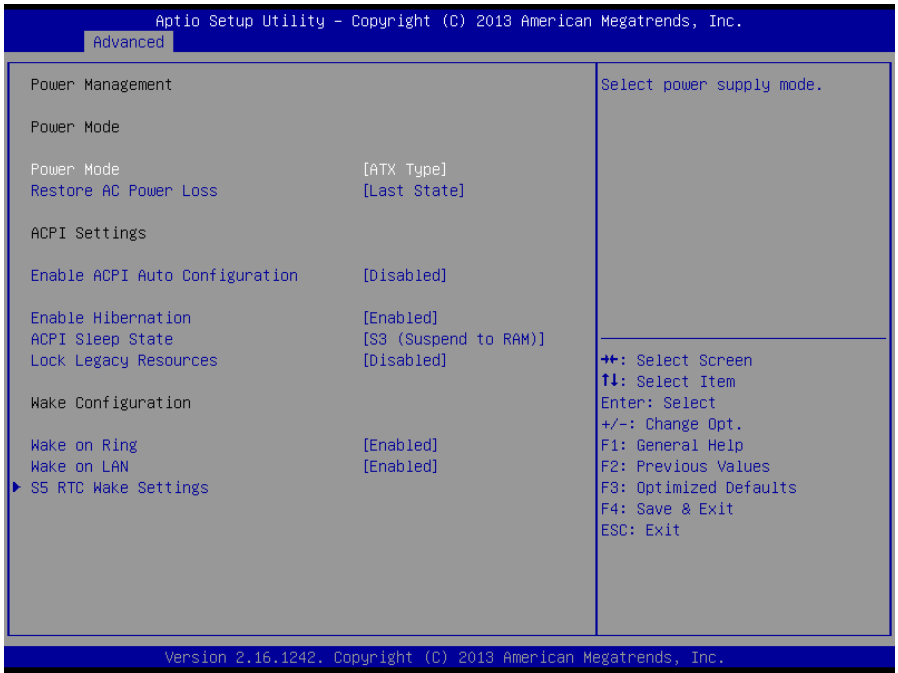 Aptio Setup Utility – Copyright (C) 2013 American Megatrends, Inc.
Advanced
Power Management
Power Mode
Power Mode [ATX Type]
Restore AC Power Loss [Last State]
ACPI Settings
Enable ACPI Auto Configuration [Disabled]
Enable Hibernation [Enabled]
ACPI Sleep State [S3 (Suspend to RAM)]
Lock Legacy Resources [Disabled]
Wake Configuration
Wake on Ring [Enabled]
Wake on LAN [Enabled]
▶ S5 RTC Wake Settings
Select power supply mode.
→←: Select Screen
↑↓: Select Item
Enter: Select
+/-: Change Opt.
F1: General Help
F2: Previous Values
F3: Optimized Defaults
F4: Save & Exit
ESC: Exit
Version 2.16.1242. Copyright (C) 2013 American Megatrends, Inc.